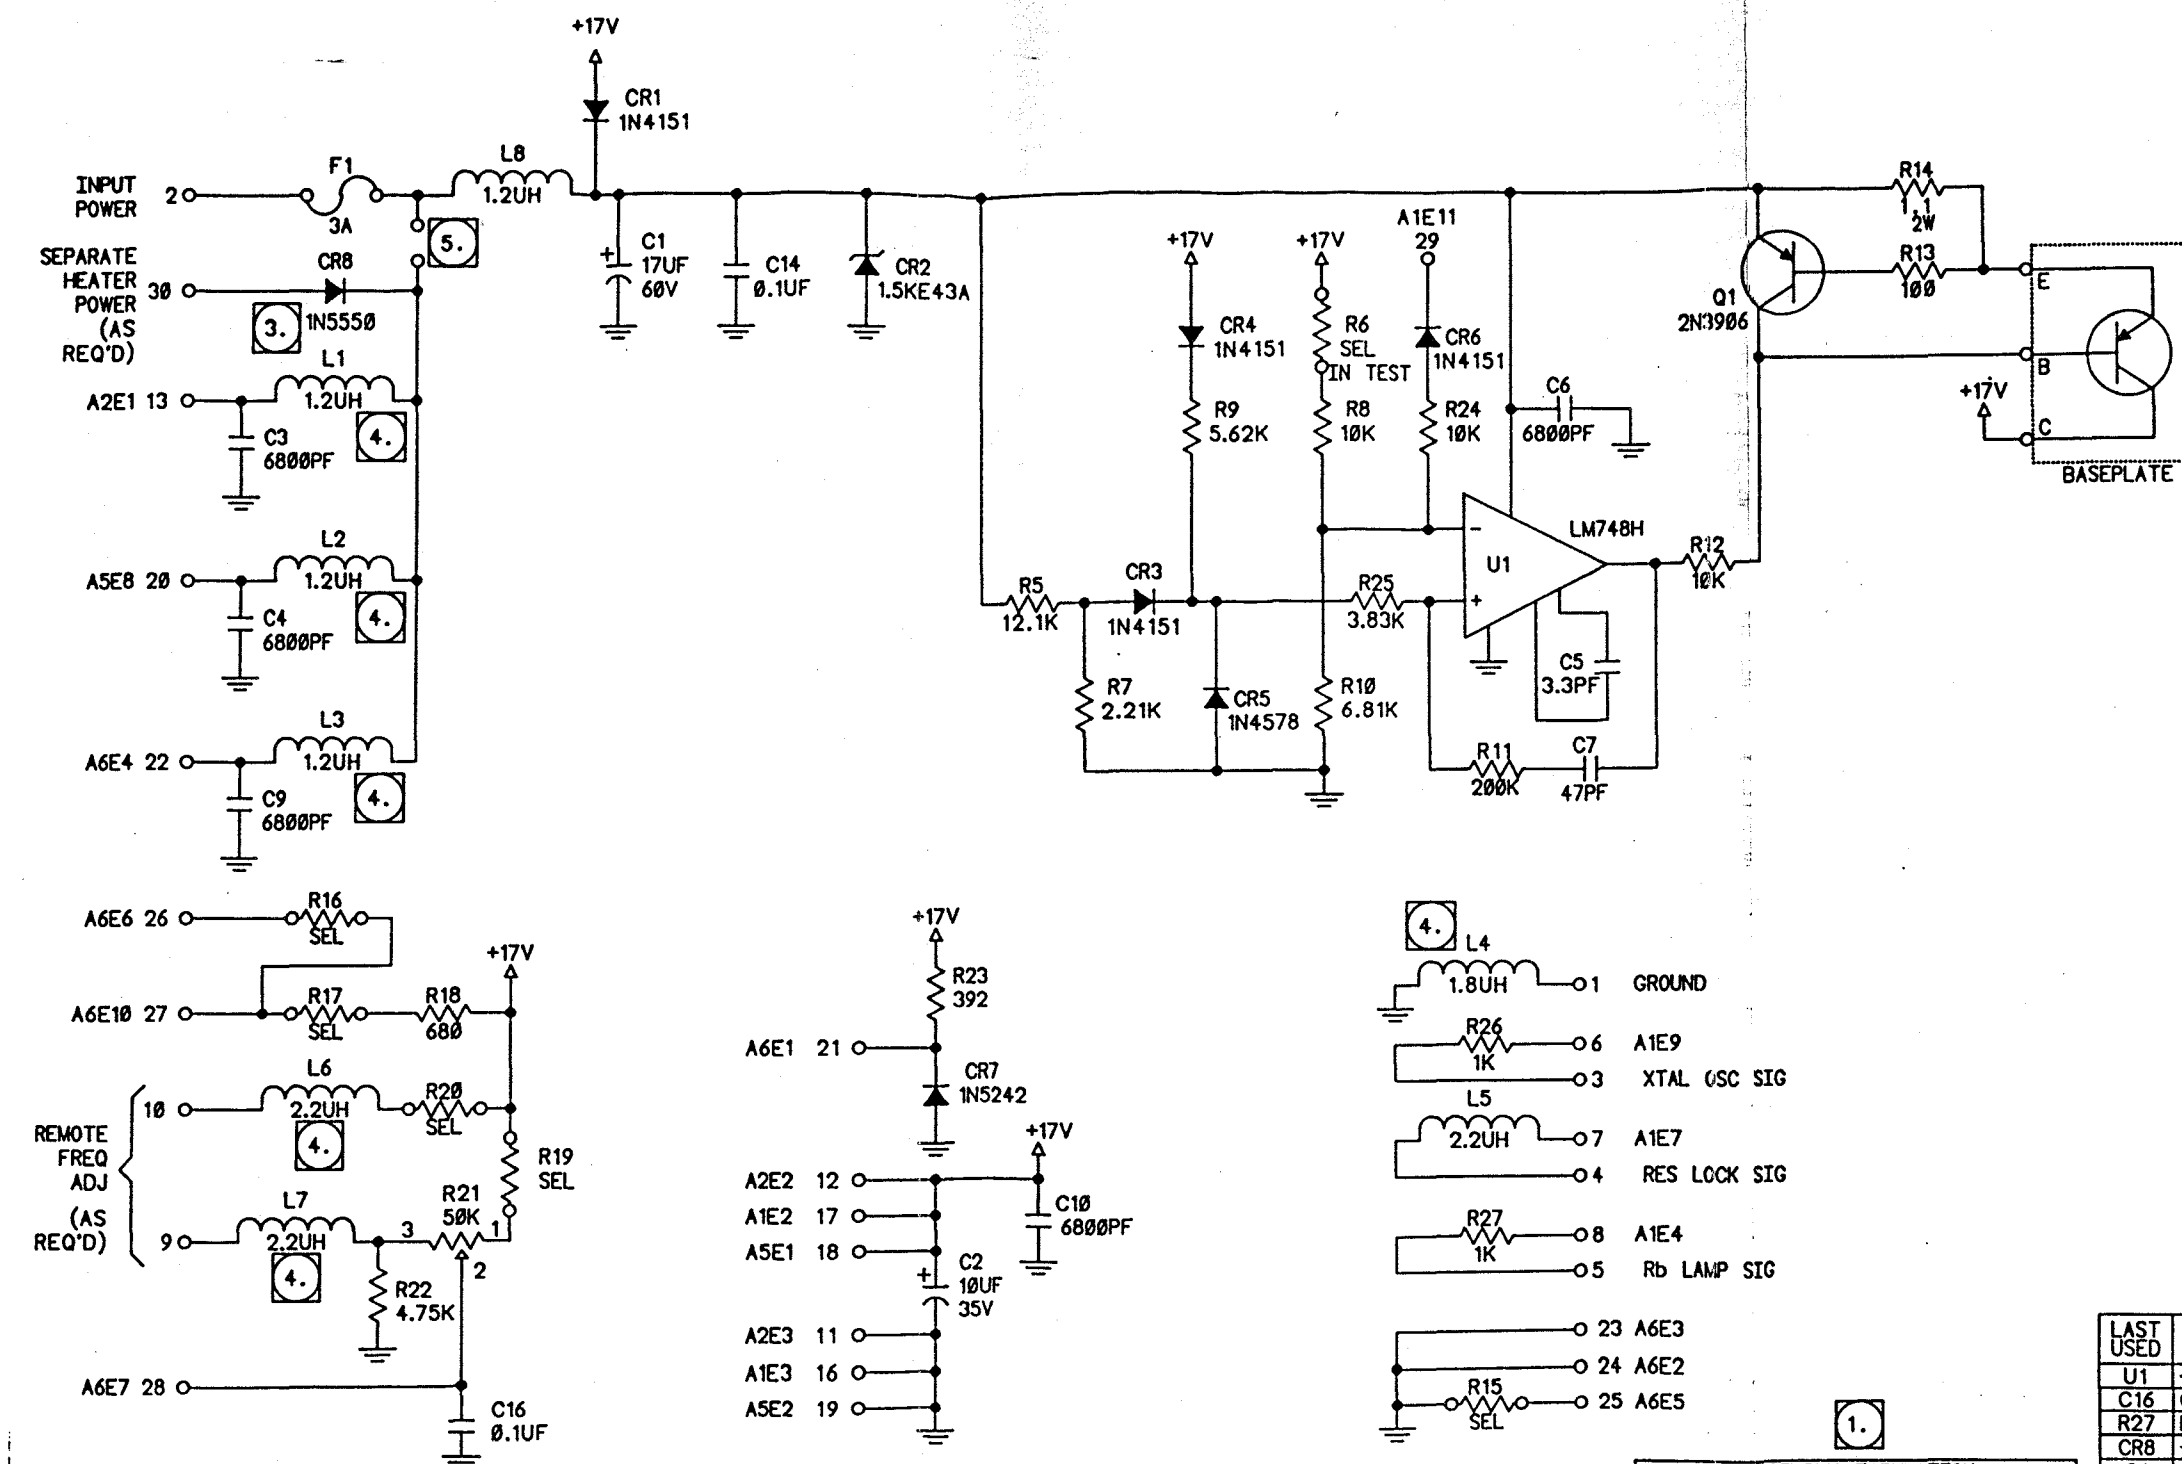 +17V
CR1
1N4151
INPUT
POWER
2
F1
3A
L8
1.2UH
5.
SEPARATE
HEATER
POWER
(AS
REQ'D)
30
CR8
1N5550
3.
C1
17UF
60V
+
C14
0.1UF
CR2
1.5KE43A
A2E1 13
L1
1.2UH
4.
C3
6800PF
A5E8 20
L2
1.2UH
4.
C4
6800PF
A6E4 22
L3
1.2UH
4.
C9
6800PF
+17V
CR4
1N4151
R9
5.62K
+17V
R6
SEL
IN TEST
R8
10K
A1E11
29
CR6
1N4151
R24
10K
C6
6800PF
LM748H
U1
-
+
R5
12.1K
CR3
1N4151
R25
3.83K
R7
2.21K
CR5
1N4578
R10
6.81K
C5
3.3PF
R11
200K
C7
47PF
R12
10K
Q1
2N3906
R14
1.1
2W
R13
100
E
B
C
+17V
BASEPLATE
A6E6 26
R16
SEL
A6E10 27
R17
SEL
R18
680
+17V
REMOTE
FREQ
ADJ
(AS
REQ'D)
10
L6
2.2UH
4.
R20
SEL
R19
SEL
9
L7
2.2UH
4.
3
R21
50K
1
2
R22
4.75K
A6E7 28
C16
0.1UF
+17V
R23
392
A6E1 21
CR7
1N5242
+17V
A2E2 12
A1E2 17
A5E1 18
C10
6800PF
+
C2
10UF
35V
A2E3 11
A1E3 16
A5E2 19
4.
L4
1.8UH
1 GROUND
R26
1K
6 A1E9
3 XTAL OSC SIG
L5
2.2UH
7 A1E7
4 RES LOCK SIG
R27
1K
8 A1E4
5 Rb LAMP SIG
23 A6E3
24 A6E2
R15
SEL
25 A6E5
1.
LAST
USED
U1
C16
R27
CR8